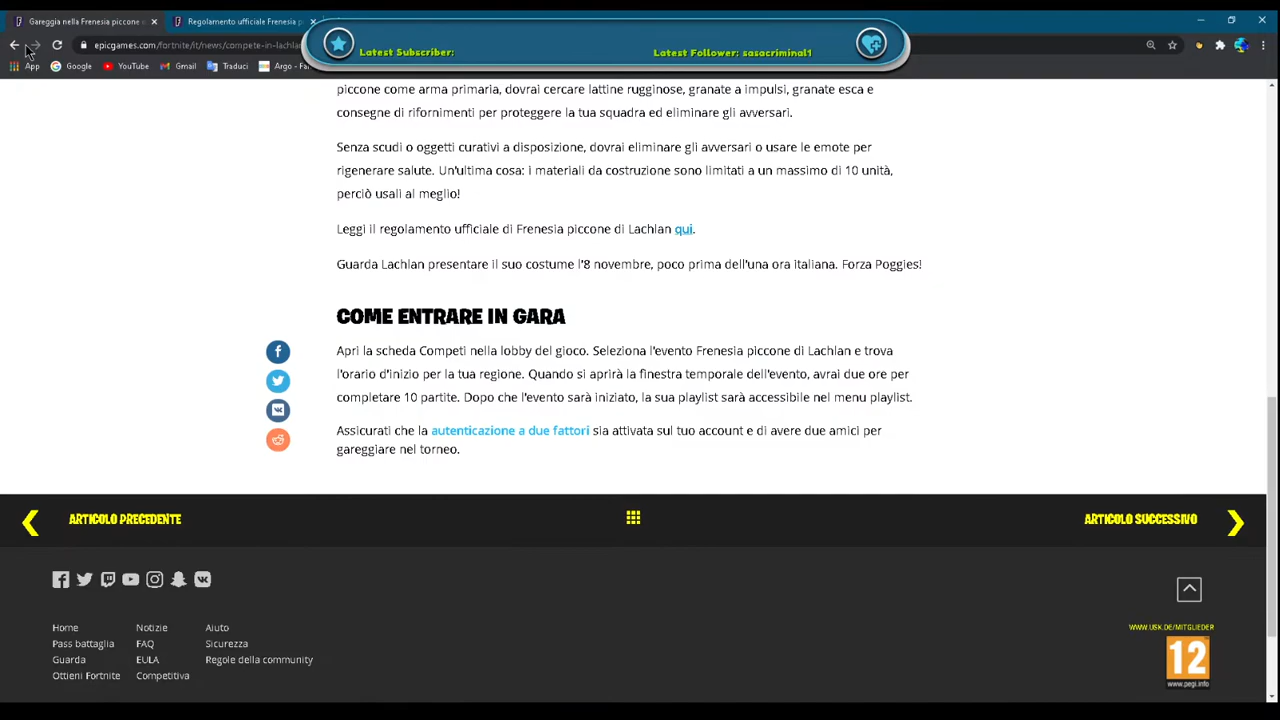 Gareggia nella Frenesia piccone
Regolamento ufficiale Frenesia p
Latest Subscriber:
Latest Follower: sasacriminal1
epicgames.com/fortnite/it/news/compete-in-lachlan
App
Google
YouTube
Gmail
Traduci
piccone come arma primaria, dovrai cercare lattine rugginose, granate a impulsi, granate esca e
consegne di rifornimenti per proteggere la tua squadra ed eliminare gli avversari.
Senza scudi o oggetti curativi a disposizione, dovrai eliminare gli avversari o usare le emote per
rigenerare salute. Un'ultima cosa: i materiali da costruzione sono limitati a un massimo di 10 unità,
perciò usali al meglio!
Leggi il regolamento ufficiale di Frenesia piccone di Lachlan qui.
Guarda Lachlan presentare il suo costume l'8 novembre, poco prima dell'una ora italiana. Forza Poggies!
COME ENTRARE IN GARA
Apri la scheda Competi nella lobby del gioco. Seleziona l'evento Frenesia piccone di Lachlan e trova
l'orario d'inizio per la tua regione. Quando si aprirà la finestra temporale dell'evento, avrai due ore per
completare 10 partite. Dopo che l'evento sarà iniziato, la sua playlist sarà accessibile nel menu playlist.
Assicurati che la autenticazione a due fattori sia attivata sul tuo account e di avere due amici per
gareggiare nel torneo.
ARTICOLO PRECEDENTE
ARTICOLO SUCCESSIVO
Home
Notizie
Aiuto
Pass battaglia
FAQ
Sicurezza
Guarda
EULA
Regole della community
Ottieni Fortnite
Competitiva
WWW.USK.DE/MITGLIEDER
12
www.pegi.info